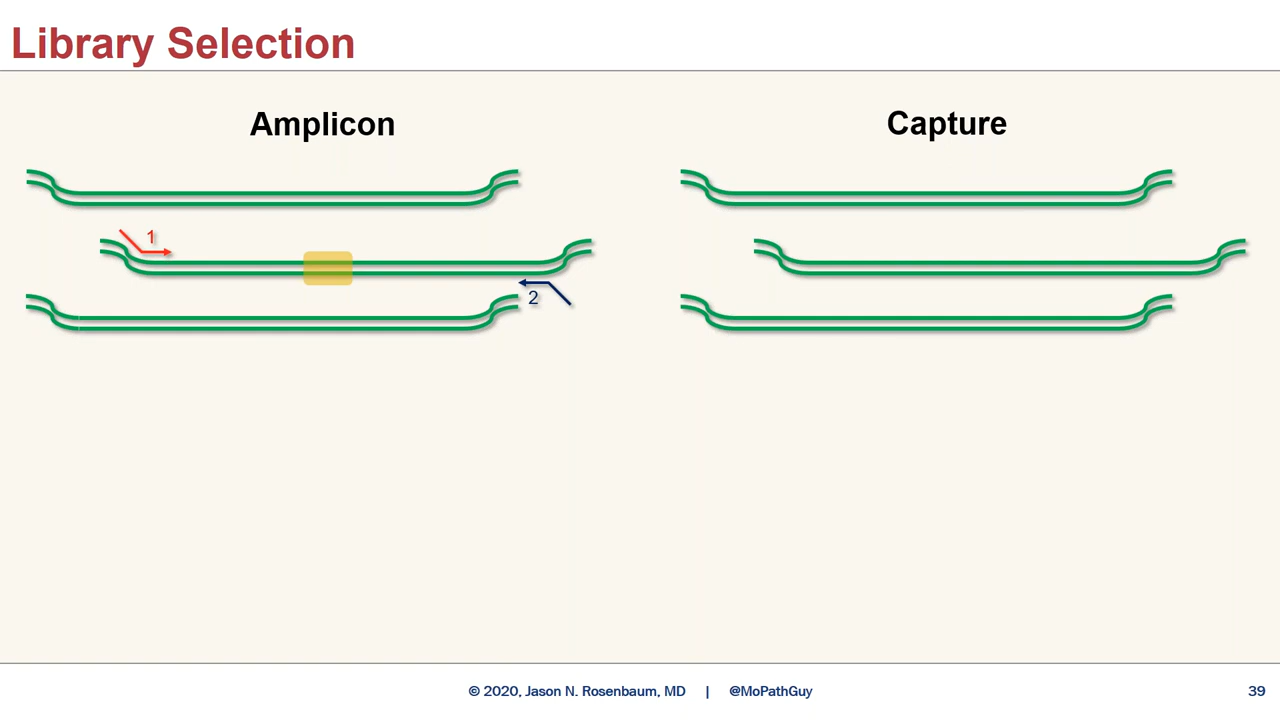 Library Selection
Amplicon
Capture
1
2
© 2020, Jason N. Rosenbaum, MD | @MoPathGuy
39